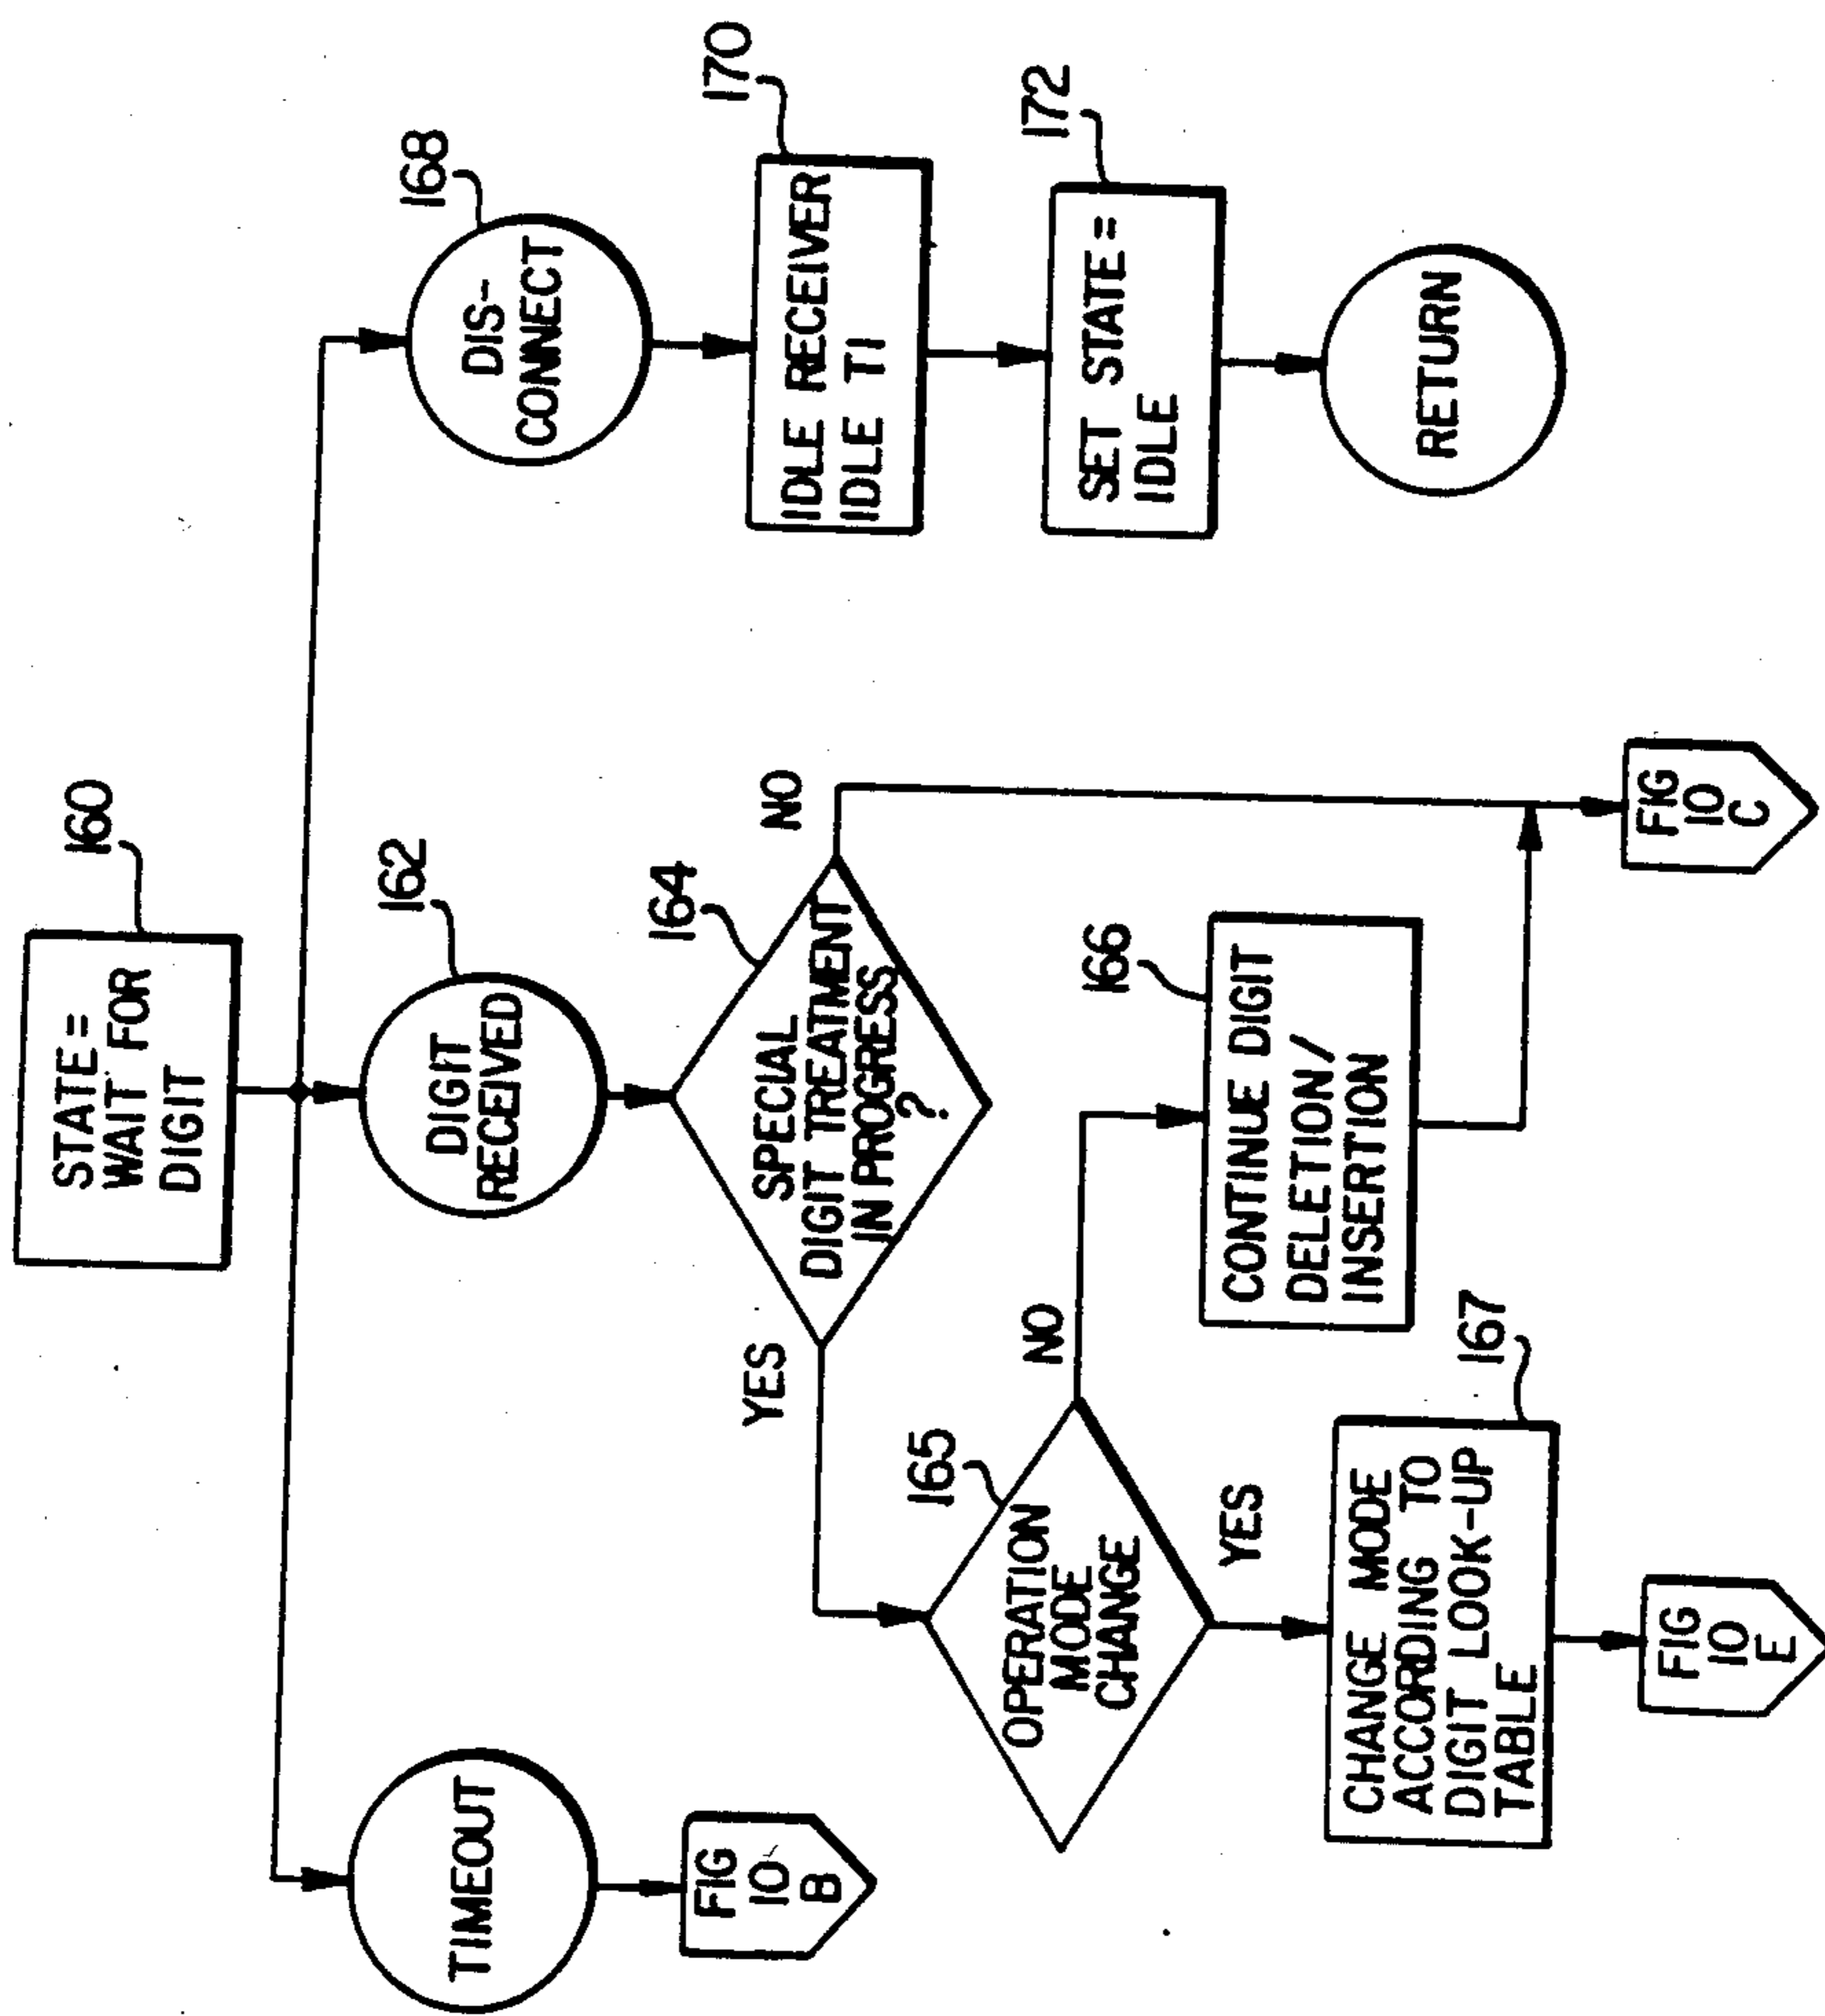 STATE =
WAIT FOR
DIGIT
160
TIMEOUT
FIG
10
B
DIGIT
RECEIVED
162
SPECIAL
DIGIT TREATMENT
IN PROGRESS
?
164
YES
NO
OPERATION
MODE
CHANGE
165
NO
YES
CONTINUE DIGIT
DELETION/
INSERTION
166
CHANGE MODE
ACCORDING TO
DIGIT LOOK-UP
TABLE
167
FIG
10
E
FIG
10
C
DIS-
CONNECT
168
IDLE RECEIVER
IDLE TI
170
SET STATE =
IDLE
172
RETURN